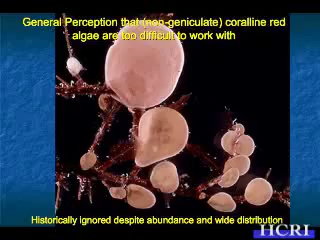 General Perception that (non-geniculate) coralline red
algae are too difficult to work with
Historically ignored despite abundance and wide distribution
HCRI